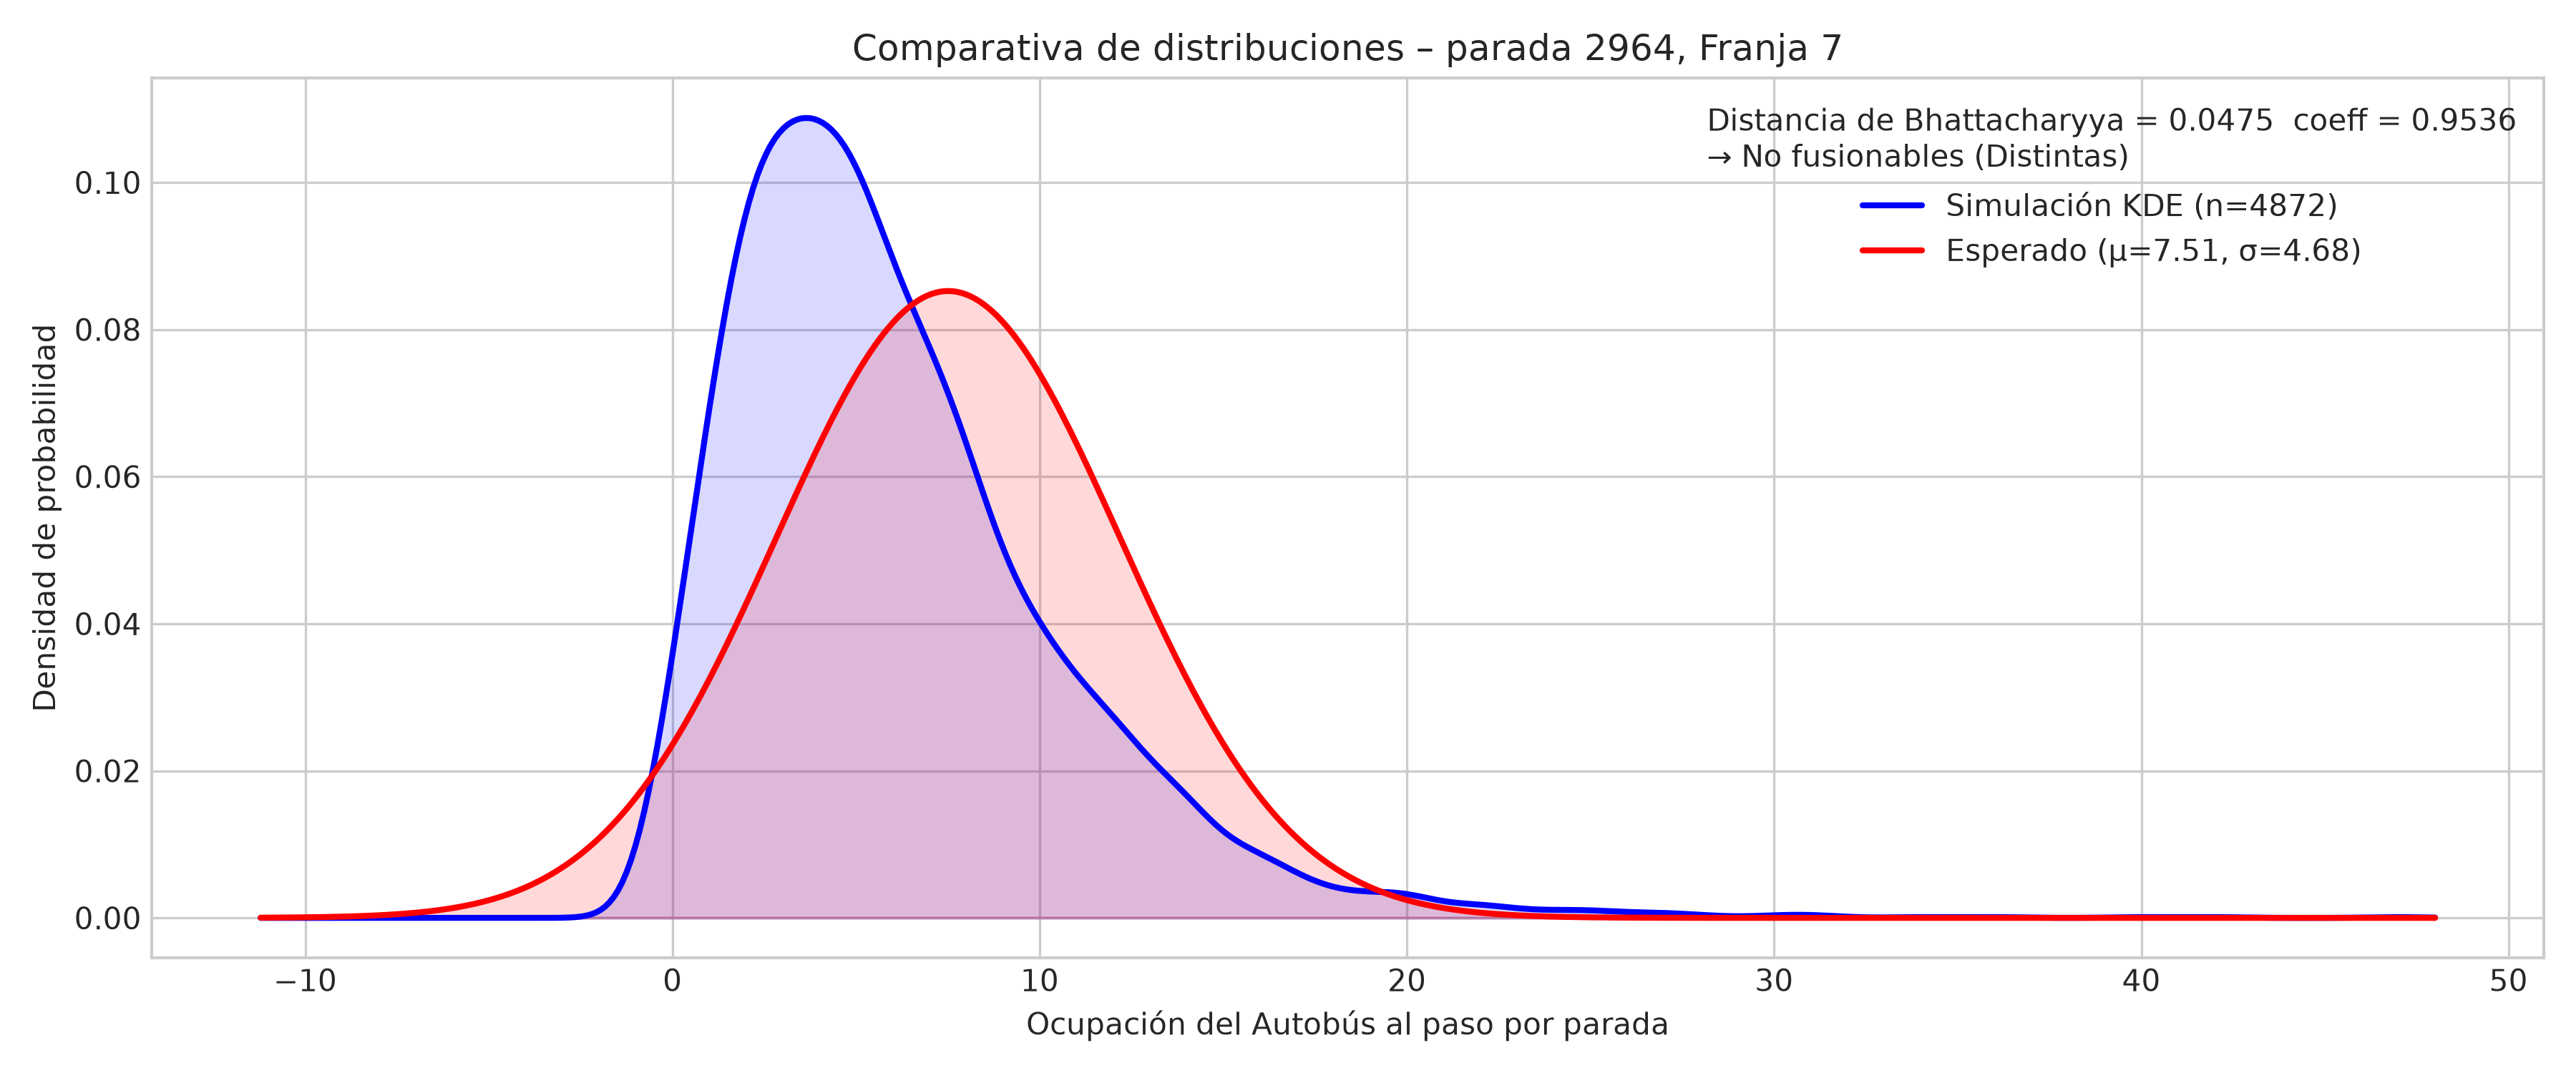 Comparativa de distribuciones – parada 2964, Franja 7
Distancia de Bhattacharyya = 0.0475  coeff = 0.9536
→ No fusionables (Distintas)
Simulación KDE (n=4872)
Esperado (μ=7.51, σ=4.68)
Densidad de probabilidad
0.10
0.08
0.06
0.04
0.02
0.00
−10 0 10 20 30 40 50
Ocupación del Autobús al paso por parada